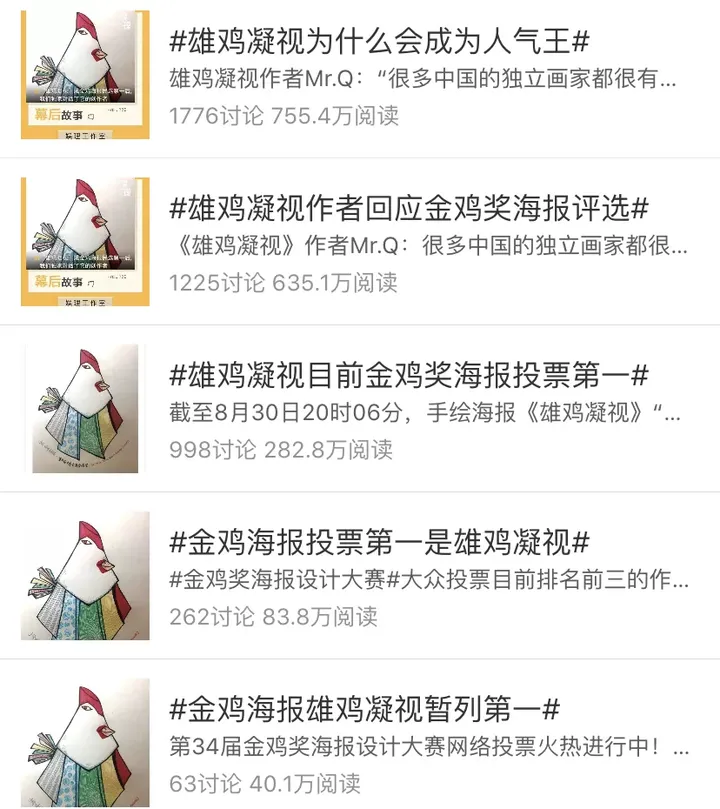 #雄鸡凝视为什么会成为人气王#
雄鸡凝视作者Mr.Q：“很多中国的独立画家都很有...
1776讨论 755.4万阅读
幕后故事
#雄鸡凝视作者回应金鸡奖海报评选#
《雄鸡凝视》作者Mr.Q：很多中国的独立画家都很...
1225讨论 635.1万阅读
幕后故事
#雄鸡凝视目前金鸡奖海报投票第一#
截至8月30日20时06分，手绘海报《雄鸡凝视》“...
998讨论 282.8万阅读
#金鸡海报投票第一是雄鸡凝视#
#金鸡奖海报设计大赛#大众投票目前排名前三的作...
262讨论 83.8万阅读
#金鸡海报雄鸡凝视暂列第一#
第34届金鸡奖海报设计大赛网络投票火热进行中！...
63讨论 40.1万阅读